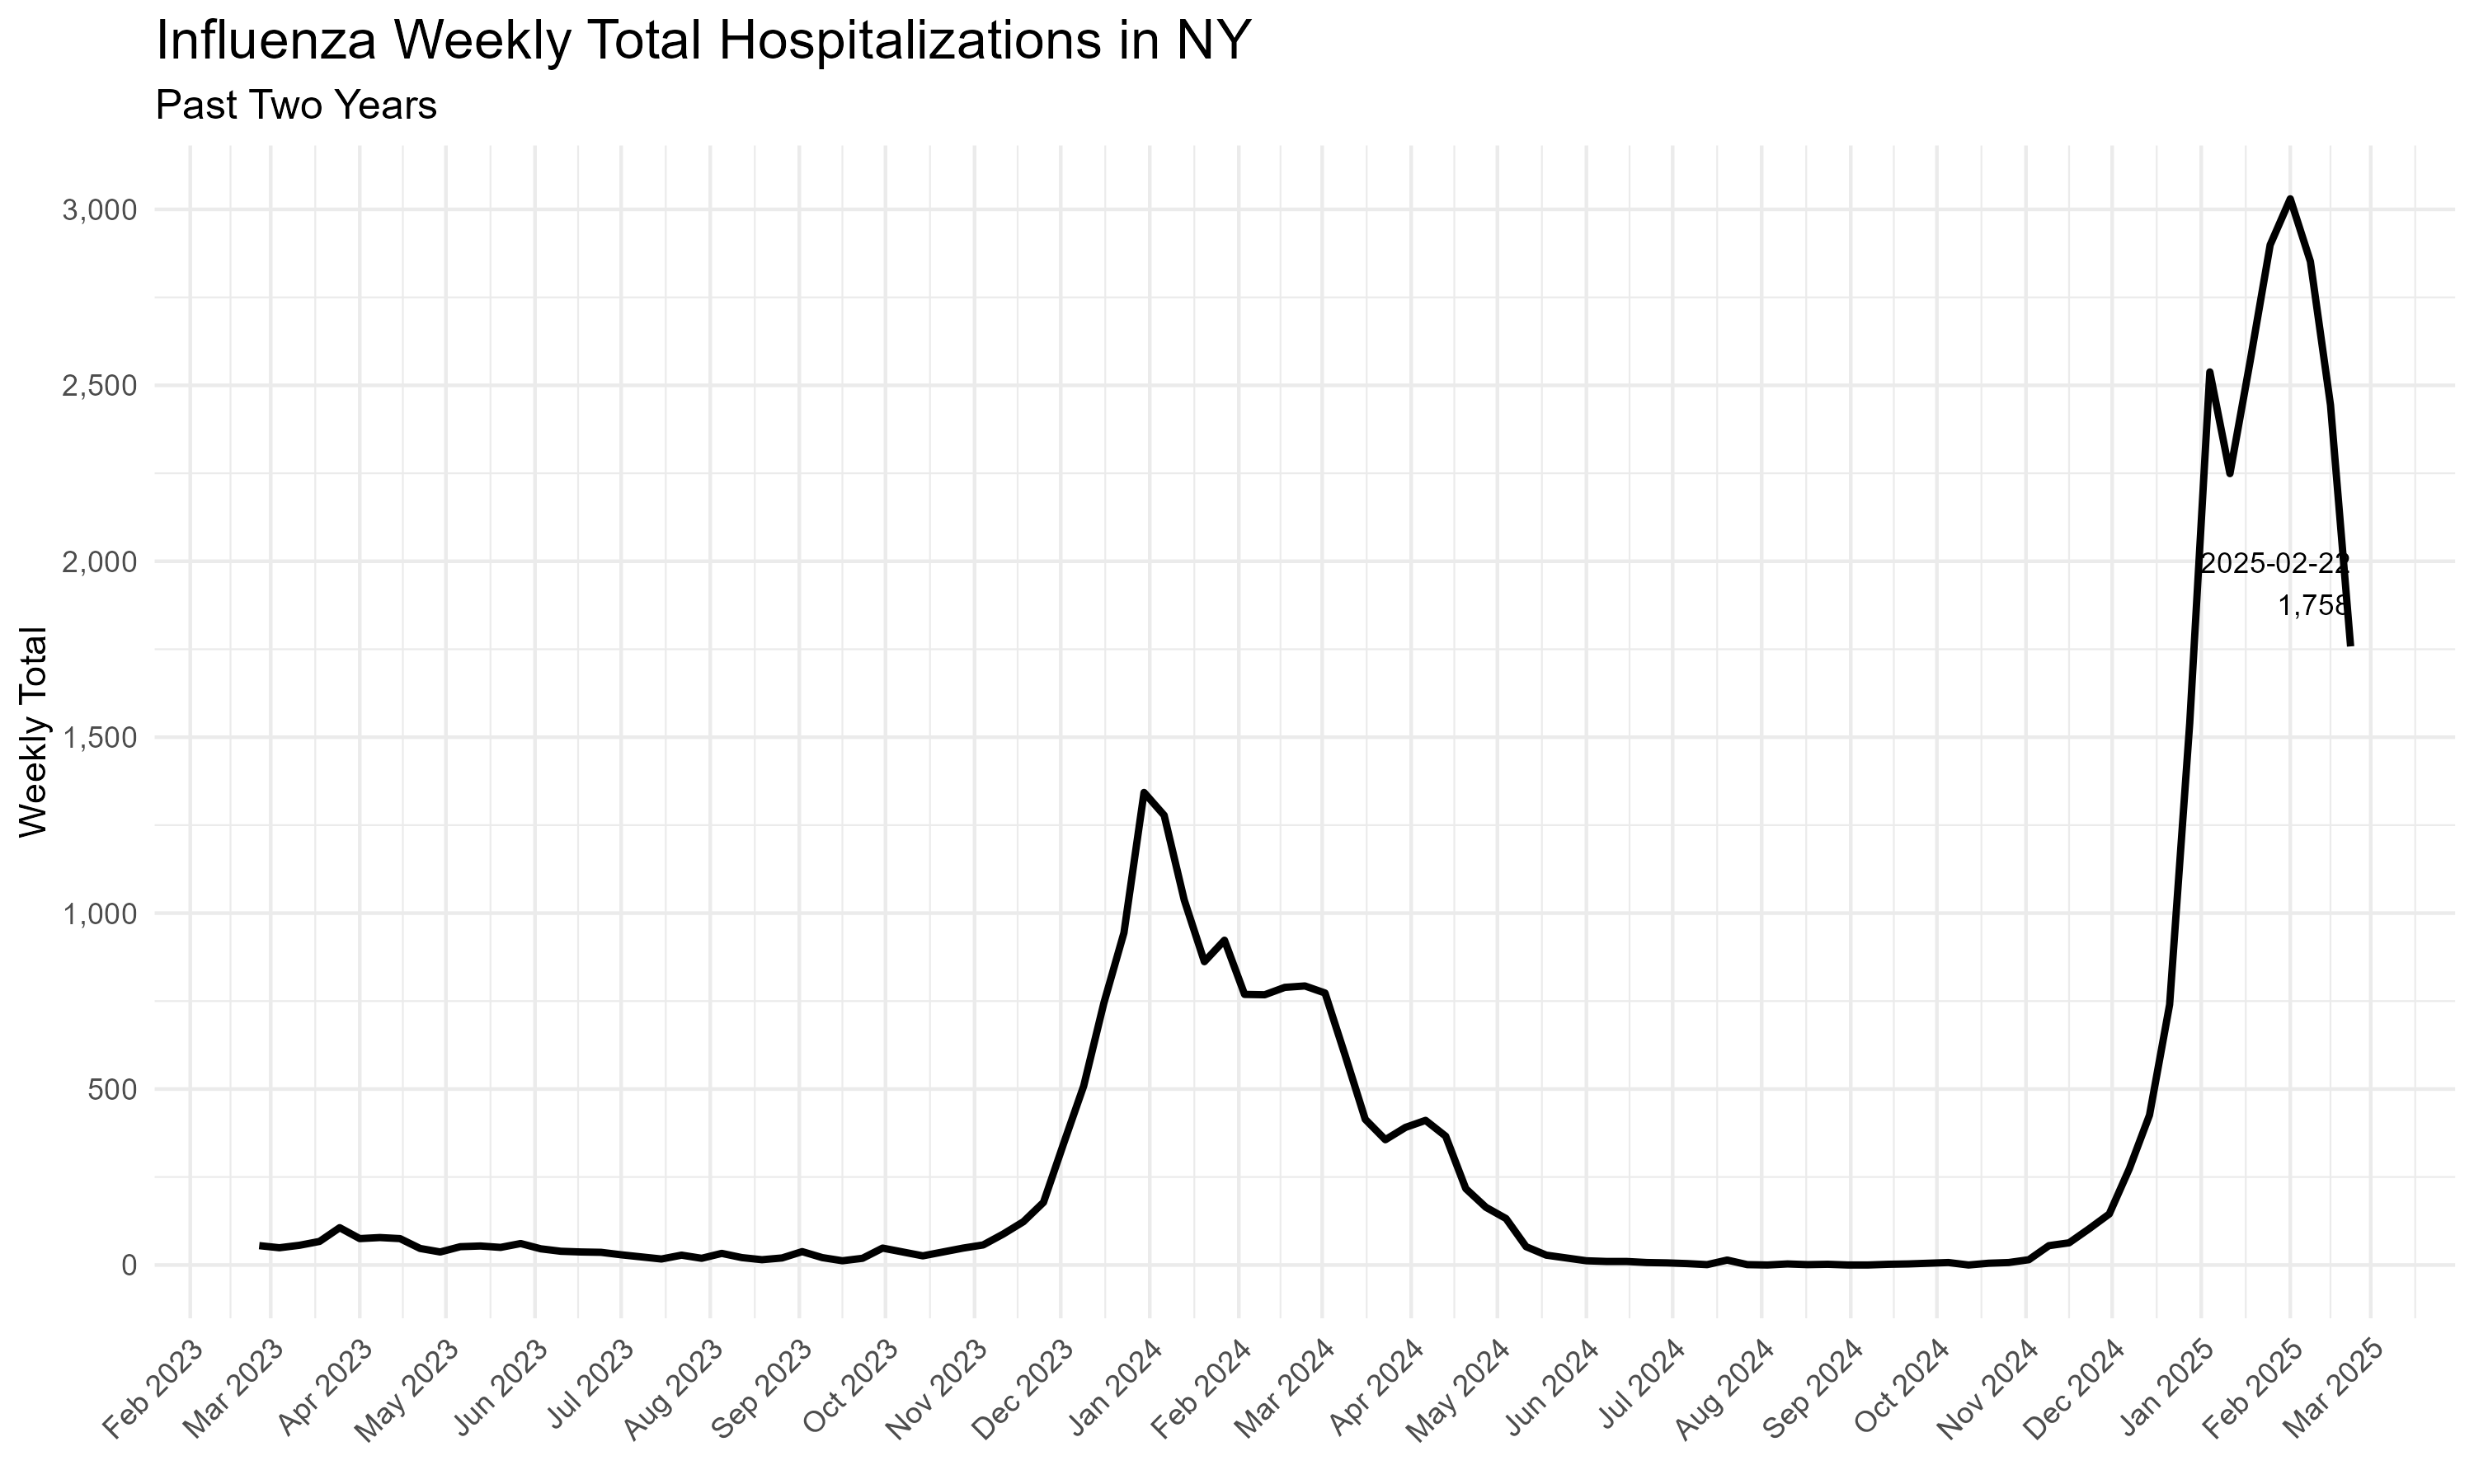 Influenza Weekly Total Hospitalizations in NY
Past Two Years
Weekly Total
3,000
2,500
2,000
1,500
1,000
500
0
2025-02-22
1,758
Feb 2023
Mar 2023
Apr 2023
May 2023
Jun 2023
Jul 2023
Aug 2023
Sep 2023
Oct 2023
Nov 2023
Dec 2023
Jan 2024
Feb 2024
Mar 2024
Apr 2024
May 2024
Jun 2024
Jul 2024
Aug 2024
Sep 2024
Oct 2024
Nov 2024
Dec 2024
Jan 2025
Feb 2025
Mar 2025